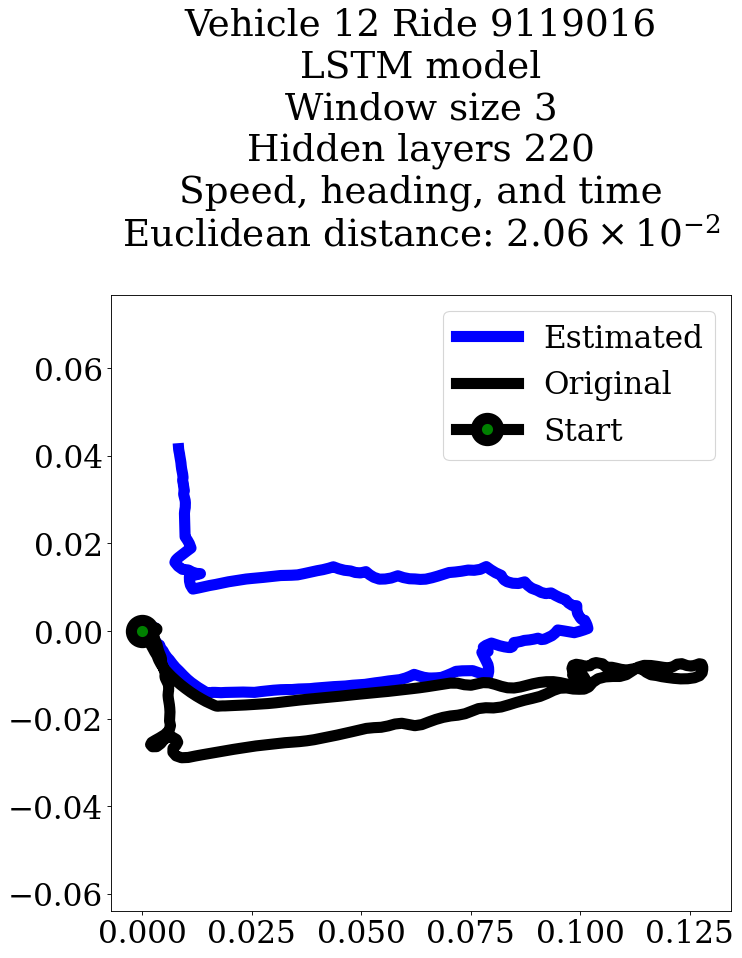 Vehicle 12 Ride 9119016
LSTM model
Window size 3
Hidden layers 220
Speed, heading, and time
Euclidean distance: 2.06 × 10⁻²
Estimated
Original
Start
0.06
0.04
0.02
0.00
−0.02
−0.04
−0.06
0.000 0.025 0.050 0.075 0.100 0.125